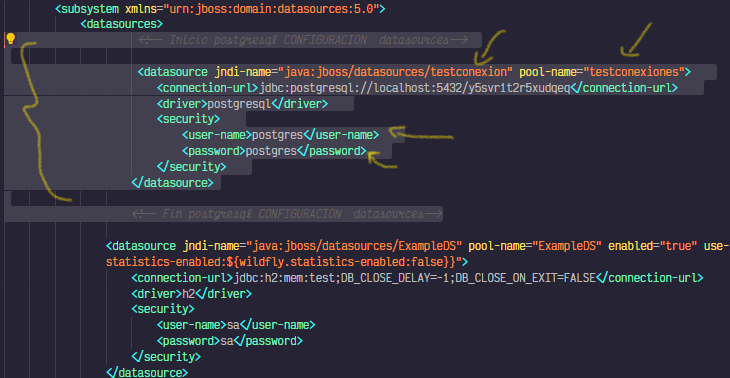 <subsystem xmlns="urn:jboss:domain:datasources:5.0">
<datasources>
<!-- Inicio postgresql CONFIGURACION  datasources-->
<datasource jndi-name="java:jboss/datasources/testconexion" pool-name="testconexiones">
<connection-url>jdbc:postgresql://localhost:5432/y5svr1t2r5xudqeq</connection-url>
<driver>postgresql</driver>
<security>
<user-name>postgres</user-name>
<password>postgres</password>
</security>
</datasource>
<!-- Fin postgresql CONFIGURACION  datasources-->
<datasource jndi-name="java:jboss/datasources/ExampleDS" pool-name="ExampleDS" enabled="true" use-
statistics-enabled:${wildfly.statistics-enabled:false}}">
<connection-url>jdbc:h2:mem:test;DB_CLOSE_DELAY=-1;DB_CLOSE_ON_EXIT=FALSE</connection-url>
<driver>h2</driver>
<security>
<user-name>sa</user-name>
<password>sa</password>
</security>
</datasource>